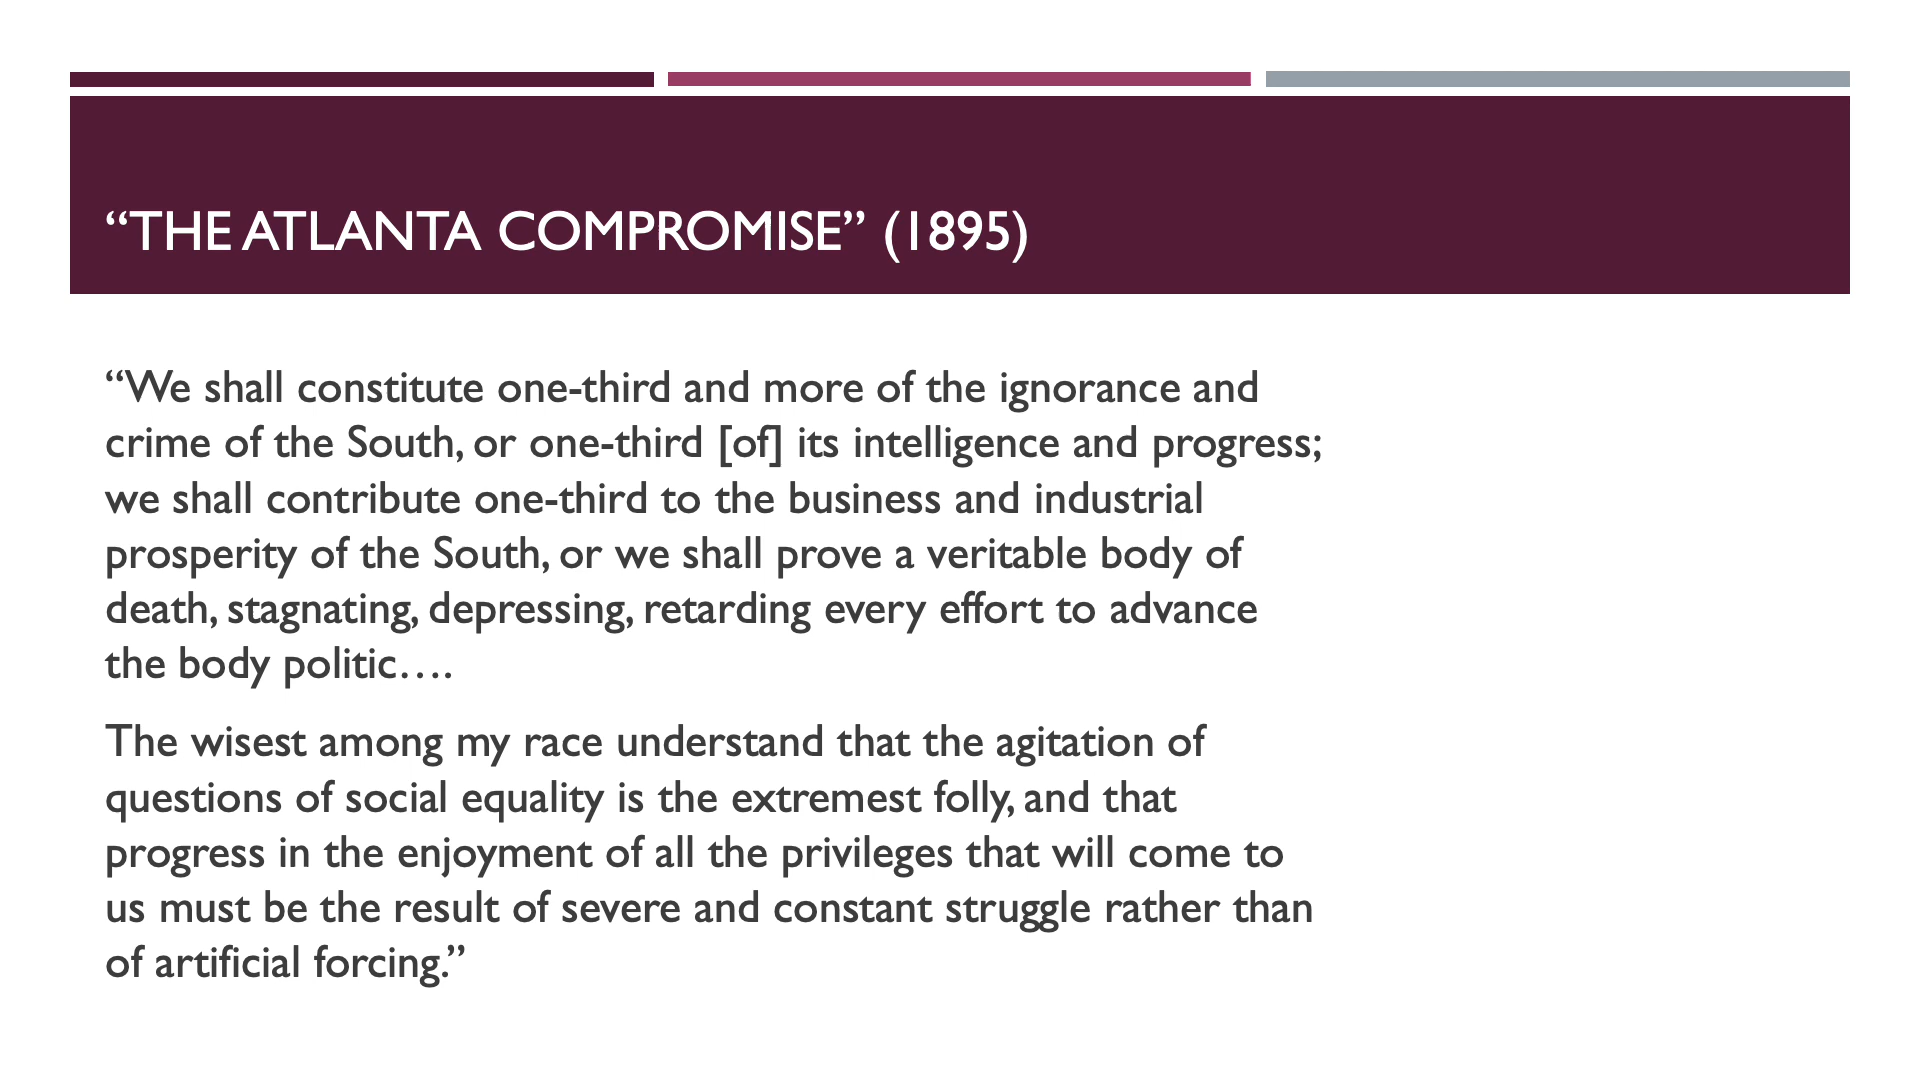 “THE ATLANTA COMPROMISE” (1895)
“We shall constitute one-third and more of the ignorance and
crime of the South, or one-third [of] its intelligence and progress;
we shall contribute one-third to the business and industrial
prosperity of the South, or we shall prove a veritable body of
death, stagnating, depressing, retarding every effort to advance
the body politic….
The wisest among my race understand that the agitation of
questions of social equality is the extremest folly, and that
progress in the enjoyment of all the privileges that will come to
us must be the result of severe and constant struggle rather than
of artificial forcing.”